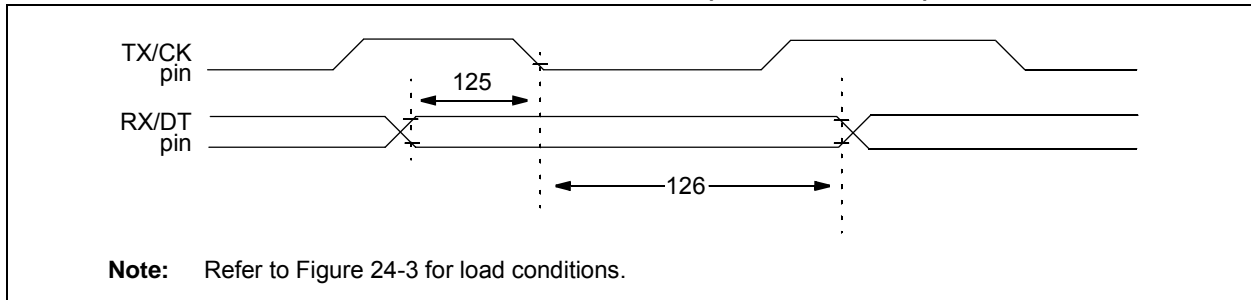 TX/CK
pin
125
RX/DT
pin
126
Note: Refer to Figure 24-3 for load conditions.